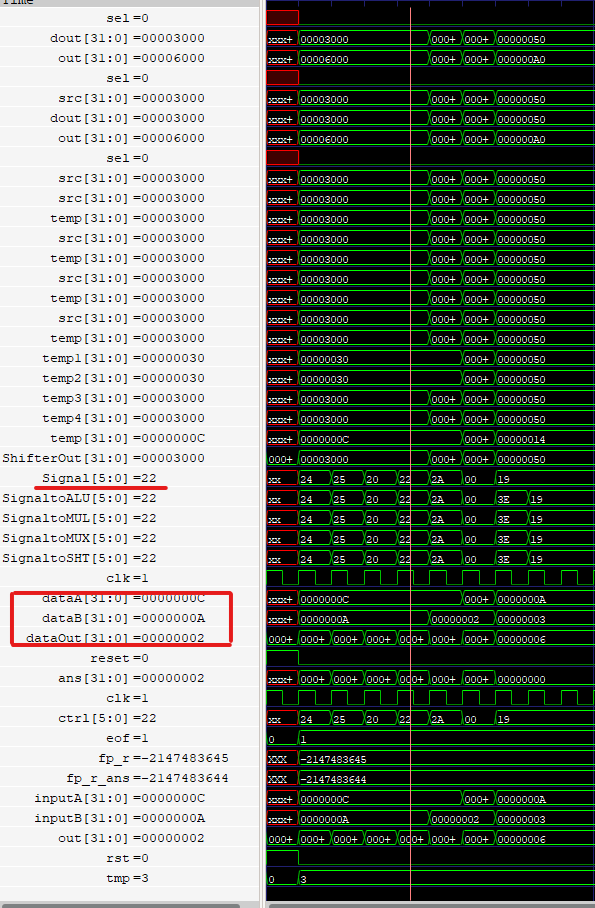 Time
sel=0
dout[31:0]=00003000 xxx+ 00003000 000+ 000+ 00000050
out[31:0]=00006000 xxx+ 00006000 000+ 000+ 000000A0
sel=0
src[31:0]=00003000 xxx+ 00003000 000+ 000+ 00000050
dout[31:0]=00003000 xxx+ 00003000 000+ 000+ 00000050
out[31:0]=00006000 xxx+ 00006000 000+ 000+ 000000A0
sel=0
src[31:0]=00003000 xxx+ 00003000 000+ 000+ 00000050
src[31:0]=00003000 xxx+ 00003000 000+ 000+ 00000050
temp[31:0]=00003000 xxx+ 00003000 000+ 000+ 00000050
src[31:0]=00003000 xxx+ 00003000 000+ 000+ 00000050
temp[31:0]=00003000 xxx+ 00003000 000+ 000+ 00000050
src[31:0]=00003000 xxx+ 00003000 000+ 000+ 00000050
temp[31:0]=00003000 xxx+ 00003000 000+ 000+ 00000050
src[31:0]=00003000 xxx+ 00003000 000+ 000+ 00000050
temp[31:0]=00003000 xxx+ 00003000 000+ 000+ 00000050
temp1[31:0]=00000030 xxx+ 00000030 000+ 00000050
temp2[31:0]=00000030 xxx+ 00000030 000+ 00000050
temp3[31:0]=00003000 xxx+ 00003000 000+ 000+ 00000050
temp4[31:0]=00003000 xxx+ 00003000 000+ 000+ 00000050
temp[31:0]=0000000C xxx+ 0000000C 000+ 00000014
ShifterOut[31:0]=00003000 000+ 00003000 000+ 000+ 00000050
Signal[5:0]=22 xx 24 25 20 22 2A 00 19
SignaltoALU[5:0]=22 xx 24 25 20 22 2A 00 3E 19
SignaltoMUL[5:0]=22 xx 24 25 20 22 2A 00 3E 19
SignaltoMUX[5:0]=22 xx 24 25 20 22 2A 00 3E 19
SignaltoSHT[5:0]=22 xx 24 25 20 22 2A 00 3E 19
clk=1
dataA[31:0]=0000000C xxx+ 0000000C 000+ 0000000A
dataB[31:0]=0000000A xxx+ 0000000A 00000002 00000003
dataOut[31:0]=00000002 000+ 000+ 000+ 000+ 000+ 000+ 000+ 00000006
reset=0
ans[31:0]=00000002 xxx+ 000+ 000+ 000+ 000+ 000+ 000+ 00000000
clk=1
ctrl[5:0]=22 xx 24 25 20 22 2A 00 19
eof=1 0 1
fp_r=-2147483645 XXX -2147483645
fp_r_ans=-2147483644 XXX -2147483644
inputA[31:0]=0000000C xxx+ 0000000C 000+ 0000000A
inputB[31:0]=0000000A xxx+ 0000000A 00000002 00000003
out[31:0]=00000002 000+ 000+ 000+ 000+ 000+ 000+ 000+ 00000006
rst=0
tmp=3 0 3